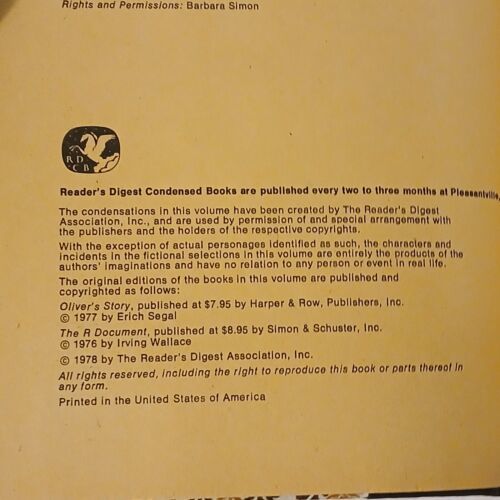 Rights and Permissions: Barbara Simon
R D
C B
Reader's Digest Condensed Books are published every two to three months at Pleasantville,
The condensations in this volume have been created by The Reader's Digest
Association, Inc., and are used by permission of and special arrangement with
the publishers and the holders of the respective copyrights.
With the exception of actual personages identified as such, the characters and
incidents in the fictional selections in this volume are entirely the products of the
authors' imaginations and have no relation to any person or event in real life.
The original editions of the books in this volume are published and
copyrighted as follows:
Oliver's Story, published at $7.95 by Harper & Row, Publishers, Inc.
© 1977 by Erich Segal
The R Document, published at $8.95 by Simon & Schuster, Inc.
© 1976 by Irving Wallace
© 1978 by The Reader's Digest Association, Inc.
All rights reserved, including the right to reproduce this book or parts thereof in
any form.
Printed in the United States of America